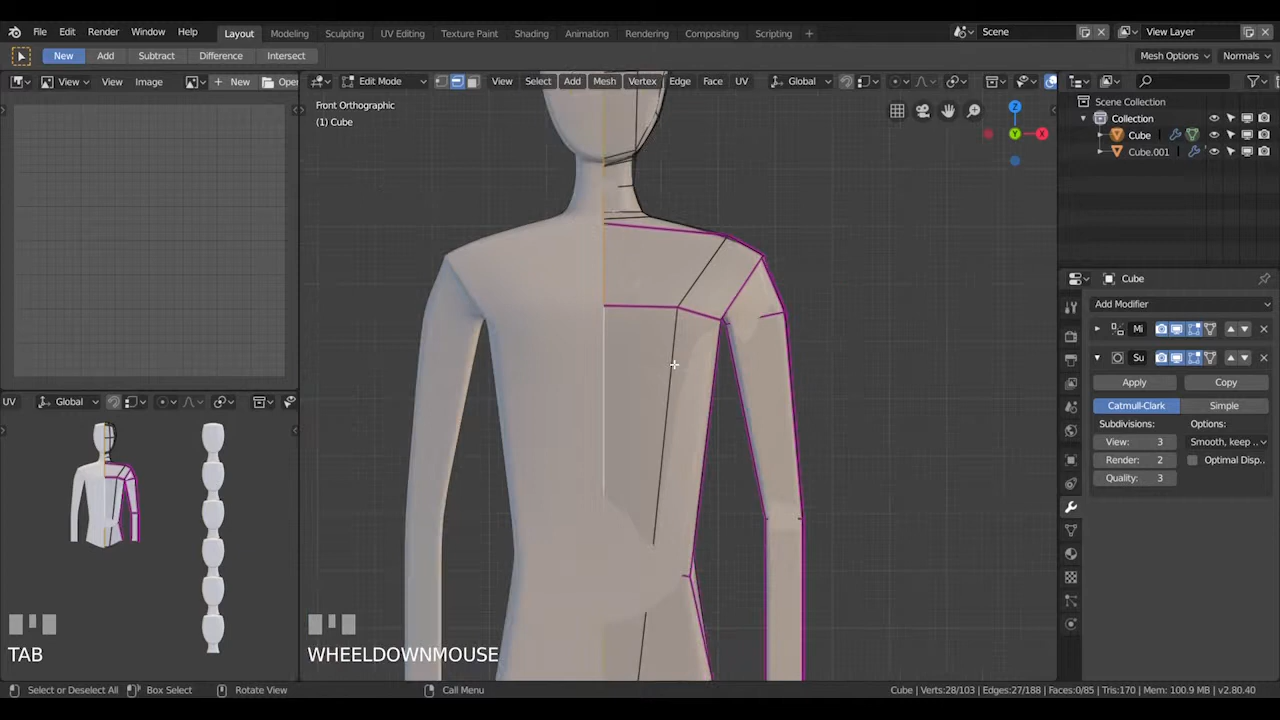 File Edit Render Window Help Layout Modeling Sculpting UV Editing Texture Paint Shading Animation Rendering Compositing Scripting + Scene View Layer
New Add Subtract Difference Intersect Mesh Options Normals
View View Image New Open Edit Mode View Select Add Mesh Vertex Edge Face UV Global
Front Orthographic
(1) Cube
Scene Collection
Collection
Cube
Cube.001
Cube
Add Modifier
Mi
Su
Apply Copy
Catmull-Clark Simple
Subdivisions: Options:
View: 3 Smooth, keep ..
Render: 2 Optimal Disp..
Quality: 3
UV Global
TAB
WHEELDOWNMOUSE
Select or Deselect All Box Select Rotate View Call Menu Cube | Verts:28/103 | Edges:27/188 | Faces:0/85 | Tris:170 | Mem: 100.9 MB | v2.80.40